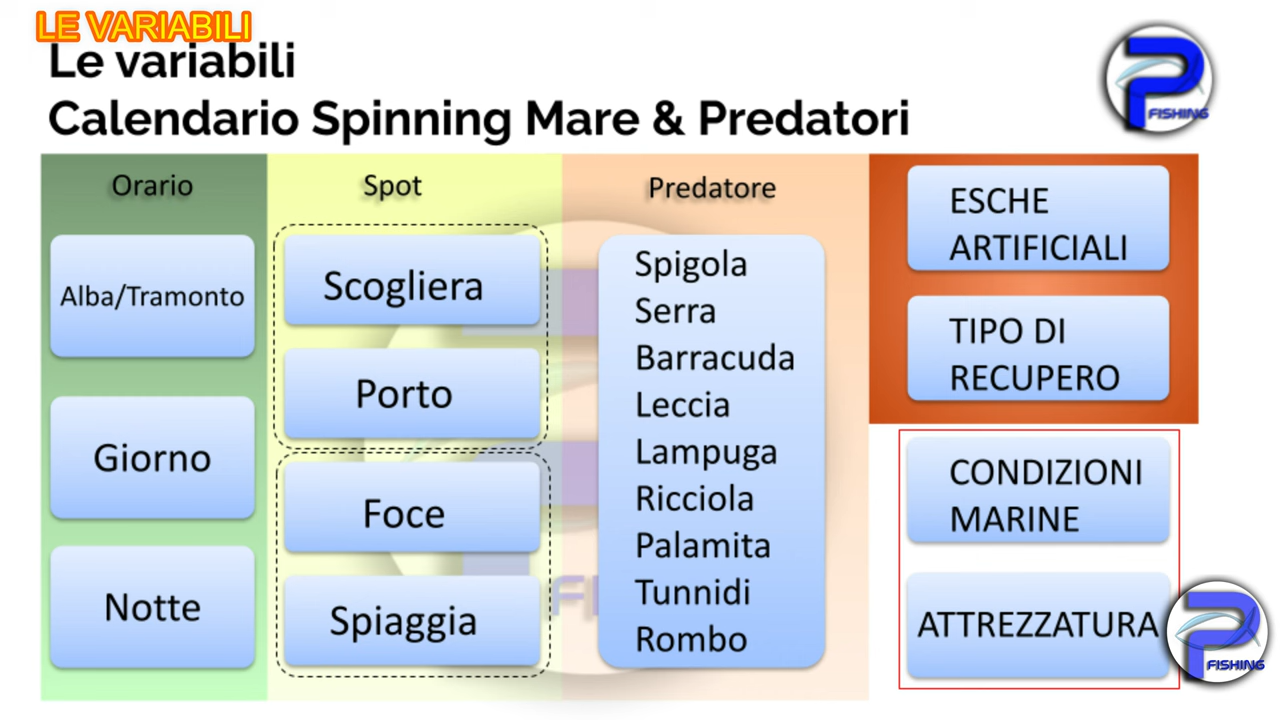 LE VARIABILI
Le variabili
Calendario Spinning Mare & Predatori
P
FISHING
Orario
Alba/Tramonto
Giorno
Notte
Spot
Scogliera
Porto
Foce
Spiaggia
Predatore
Spigola
Serra
Barracuda
Leccia
Lampuga
Ricciola
Palamita
Tunnidi
Rombo
ESCHE
ARTIFICIALI
TIPO DI
RECUPERO
CONDIZIONI
MARINE
ATTREZZATURA
P
FISHING